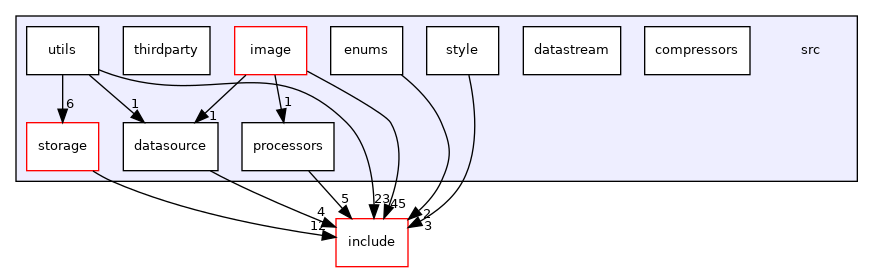 utils
thirdparty
image
enums
style
datastream
compressors
src
6
1
1
1
storage
datasource
processors
5
23
45
2
3
4
12
include